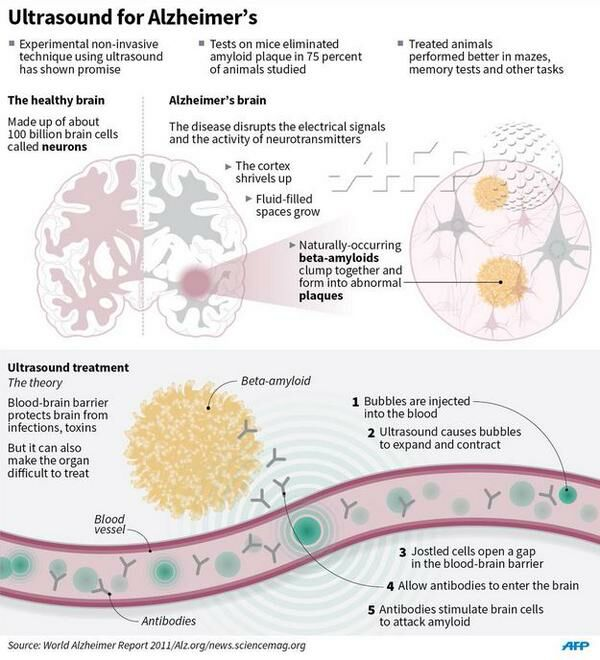 Ultrasound for Alzheimer's
Experimental non-invasive
technique using ultrasound
has shown promise
Tests on mice eliminated
amyloid plaque in 75 percent
of animals studied
Treated animals
performed better in mazes,
memory tests and other tasks
The healthy brain
Made up of about
100 billion brain cells
called neurons
Alzheimer's brain
The disease disrupts the electrical signals
and the activity of neurotransmitters
The cortex
shrivels up
Fluid-filled
spaces grow
Naturally-occurring
beta-amyloids
clump together and
form into abnormal
plaques
AFP
Ultrasound treatment
The theory
Blood-brain barrier
protects brain from
infections, toxins
But it can also
make the organ
difficult to treat
Beta-amyloid
1 Bubbles are injected
into the blood
2 Ultrasound causes bubbles
to expand and contract
Blood
vessel
3 Jostled cells open a gap
in the blood-brain barrier
4 Allow antibodies to enter the brain
5 Antibodies stimulate brain cells
to attack amyloid
Antibodies
Source: World Alzheimer Report 2011/Alz.org/news.sciencemag.org
AFP